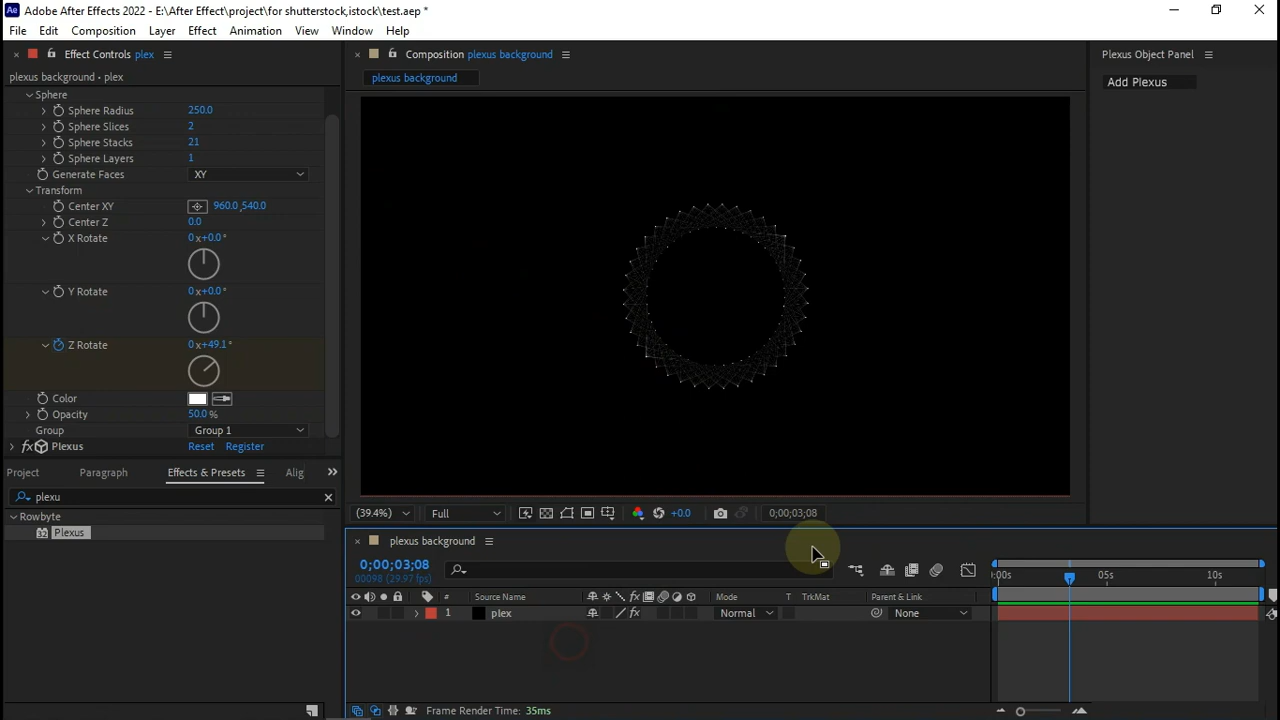 Adobe After Effects 2022 - E:\After Effect\project\for shutterstock,istock\test.aep *
File Edit Composition Layer Effect Animation View Window Help
Effect Controls plex
Composition plexus background
Plexus Object Panel
plexus background • plex
plexus background
Add Plexus
Sphere
Sphere Radius 250.0
Sphere Slices 2
Sphere Stacks 21
Sphere Layers 1
Generate Faces XY
Transform
Center XY 960.0,540.0
Center Z 0.0
X Rotate 0x+0.0°
Y Rotate 0x+0.0°
Z Rotate 0x+49.1°
Color
Opacity 50.0 %
Group Group 1
fx Plexus Reset Register
Project Paragraph Effects & Presets Alig
plexu
Rowbyte
32 Plexus
(39.4%) Full +0.0 0;00;03;08
plexus background
0;00;03;08
00098 (29.97 fps)
:00s 05s 10s
# Source Name fx Mode T TrkMat Parent & Link
1 plex fx Normal None
Frame Render Time: 35ms